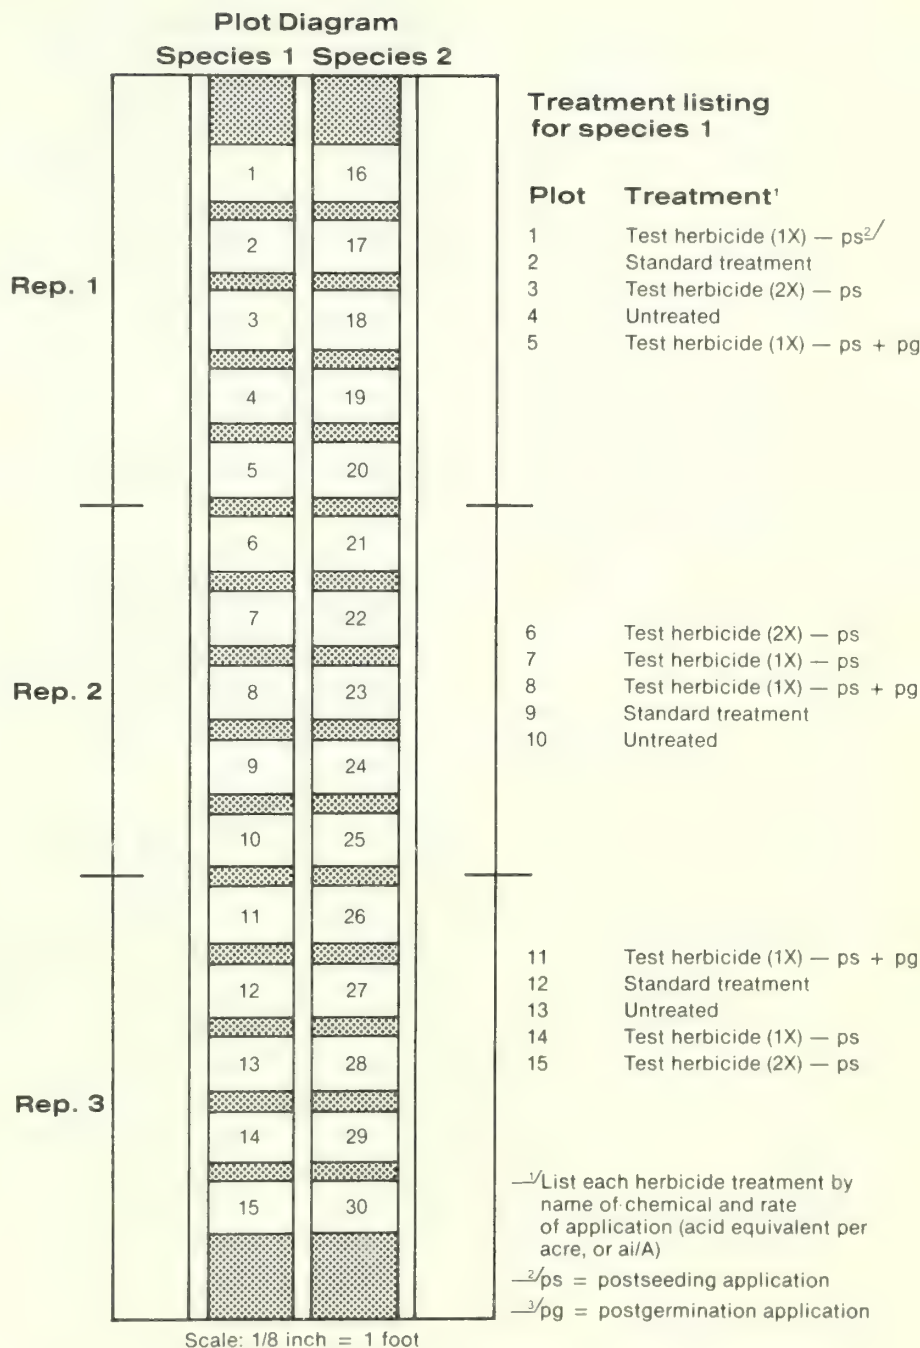 Plot Diagram
Species 1 Species 2
Treatment listing
for species 1
Plot Treatment¹
1 Test herbicide (1X) — ps²/
2 Standard treatment
3 Test herbicide (2X) — ps
4 Untreated
5 Test herbicide (1X) — ps + pg
Rep. 1
1 16
2 17
3 18
4 19
5 20
Rep. 2
6 21
7 22
8 23
9 24
10 25
6 Test herbicide (2X) — ps
7 Test herbicide (1X) — ps
8 Test herbicide (1X) — ps + pg
9 Standard treatment
10 Untreated
Rep. 3
11 26
12 27
13 28
14 29
15 30
11 Test herbicide (1X) — ps + pg
12 Standard treatment
13 Untreated
14 Test herbicide (1X) — ps
15 Test herbicide (2X) — ps
¹/List each herbicide treatment by
name of chemical and rate
of application (acid equivalent per
acre, or ai/A)
²/ps = postseeding application
³/pg = postgermination application
Scale: 1/8 inch = 1 foot